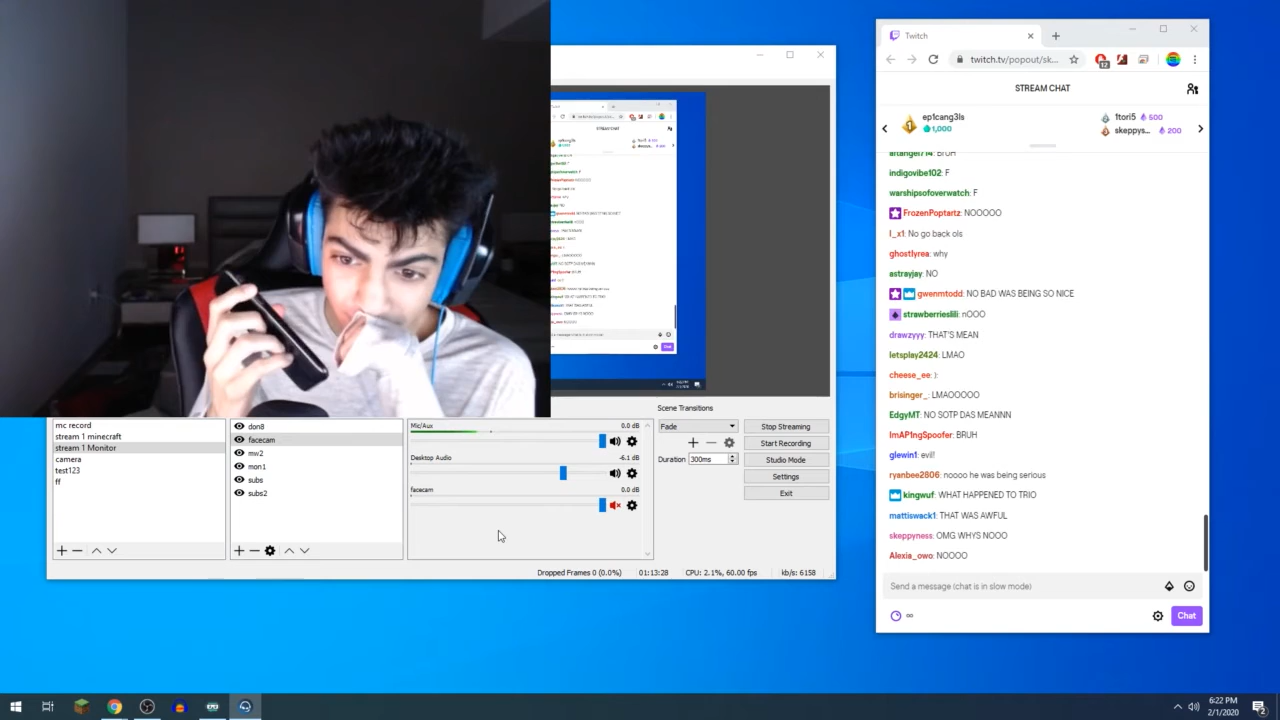 Twitch
twitch.tv/popout/sk...
12
STREAM CHAT
1
ep1cang3ls
1,000
1tori5 500
skeppys... 200
indigovibe102: F
warshipsofoverwatch: F
FrozenPoptartz: NOOOOO
l_x1: No go back ols
ghostlyrea: why
astrayjay: NO
gwenmtodd: NO BAD WAS BEING SO NICE
strawberrieslili: nOOO
drawzyyy: THAT'S MEAN
letsplay2424: LMAO
cheese_ee: ):
brisinger_: LMAOOOOO
EdgyMT: NO SOTP DAS MEANNN
ImAP1ngSpoofer: BRUH
glewin1: evil!
ryanbee2806: noooo he was being serious
kingwuf: WHAT HAPPENED TO TRIO
mattiswack1: THAT WAS AWFUL
skeppyness: OMG WHYS NOOO
Alexia_owo: NOOOO
Send a message (chat is in slow mode)
Chat
STREAM CHAT
Chat
mc record
stream 1 minecraft
stream 1 Monitor
camera
test123
ff
don8
facecam
mw2
mon1
subs
subs2
Mic/Aux 0.0 dB
Desktop Audio -6.1 dB
facecam 0.0 dB
Scene Transitions
Fade
Duration 300ms
Stop Streaming
Start Recording
Studio Mode
Settings
Exit
Dropped Frames 0 (0.0%) 01:13:28 CPU: 2.1%, 60.00 fps kb/s: 6158
6:22 PM
2/1/2020
2